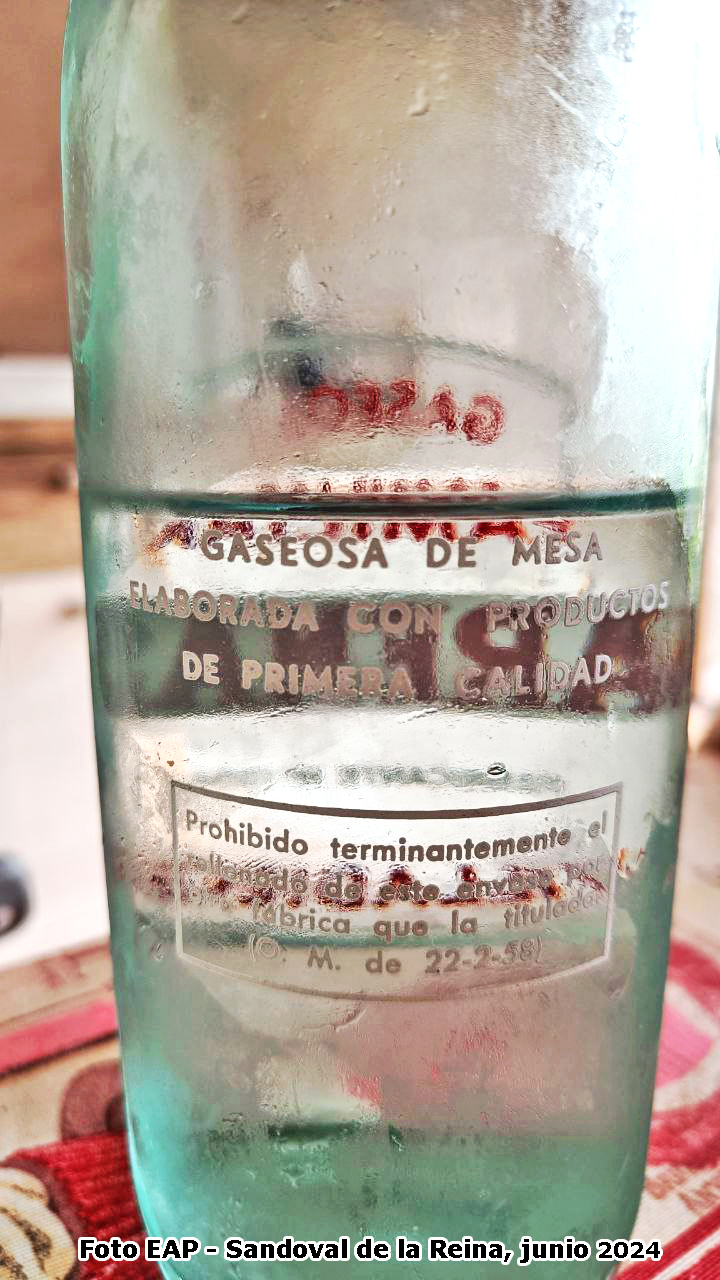 GASEOSA DE MESA
ELABORADA CON PRODUCTOS
DE PRIMERA CALIDAD
Prohibido terminantemente el
rellenado de este envase por
fábrica que la titulada
(O. M. de 22-2-58)
Foto EAP - Sandoval de la Reina, junio 2024